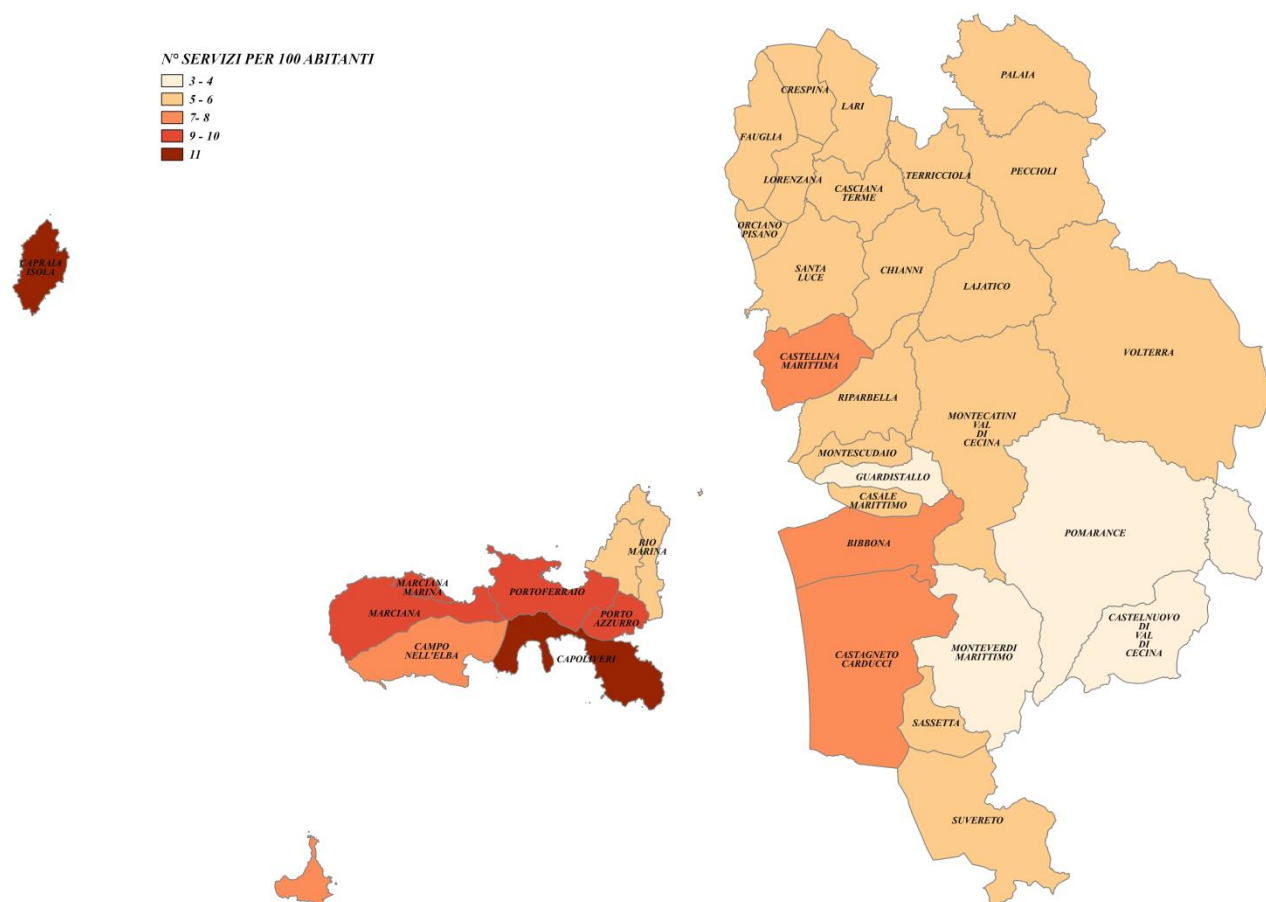 N° SERVIZI PER 100 ABITANTI
3 - 4
5 - 6
7- 8
9 - 10
11
PALAIA
CRESPINA
LARI
FAUGLIA
PECCIOLI
LORENZANA
TERRICCIOLA
CASCIANA
TERME
ORCIANO
PISANO
CAPRAIA
ISOLA
SANTA
LUCE
CHIANNI
LAJATICO
VOLTERRA
CASTELLINA
MARITTIMA
RIPARBELLA
MONTECATINI
VAL
DI
CECINA
MONTESCUDAIO
GUARDISTALLO
CASALE
MARITTIMO
POMARANCE
BIBBONA
RIO
MARINA
MARCIANA
MARINA
PORTOFERRAIO
MARCIANA
PORTO
AZZURRO
CASTELNUOVO
DI
VAL
DI
CECINA
CAMPO
NELL'ELBA
CAPOLIVERI
CASTAGNETO
CARDUCCI
MONTEVERDI
MARITTIMO
SASSETTA
SUVERETO